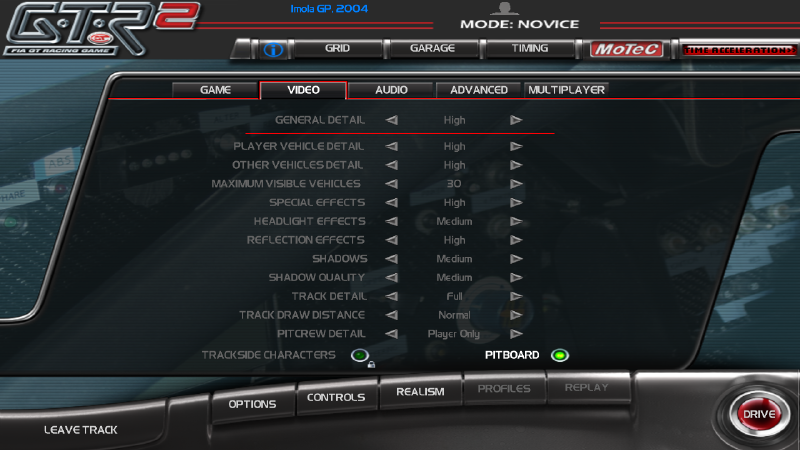 GTR2
FIA GT RACING GAME
Imola GP, 2004
MODE: NOVICE
GRID GARAGE TIMING MoTeC TIME ACCELERATION
GAME VIDEO AUDIO ADVANCED MULTIPLAYER
GENERAL DETAIL High
PLAYER VEHICLE DETAIL High
OTHER VEHICLES DETAIL High
MAXIMUM VISIBLE VEHICLES 30
SPECIAL EFFECTS High
HEADLIGHT EFFECTS Medium
REFLECTION EFFECTS High
SHADOWS Medium
SHADOW QUALITY Medium
TRACK DETAIL Full
TRACK DRAW DISTANCE Normal
PITCREW DETAIL Player Only
TRACKSIDE CHARACTERS PITBOARD
ABS
LEAVE TRACK OPTIONS CONTROLS REALISM PROFILES REPLAY DRIVE